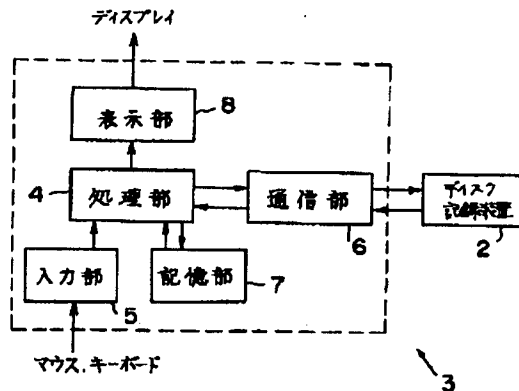 ディスプレイ
表示部
8
4
処理部
通信部
ディスク
記録装置
6
2
入力部
記憶部
5
7
マウス、キーボード
3